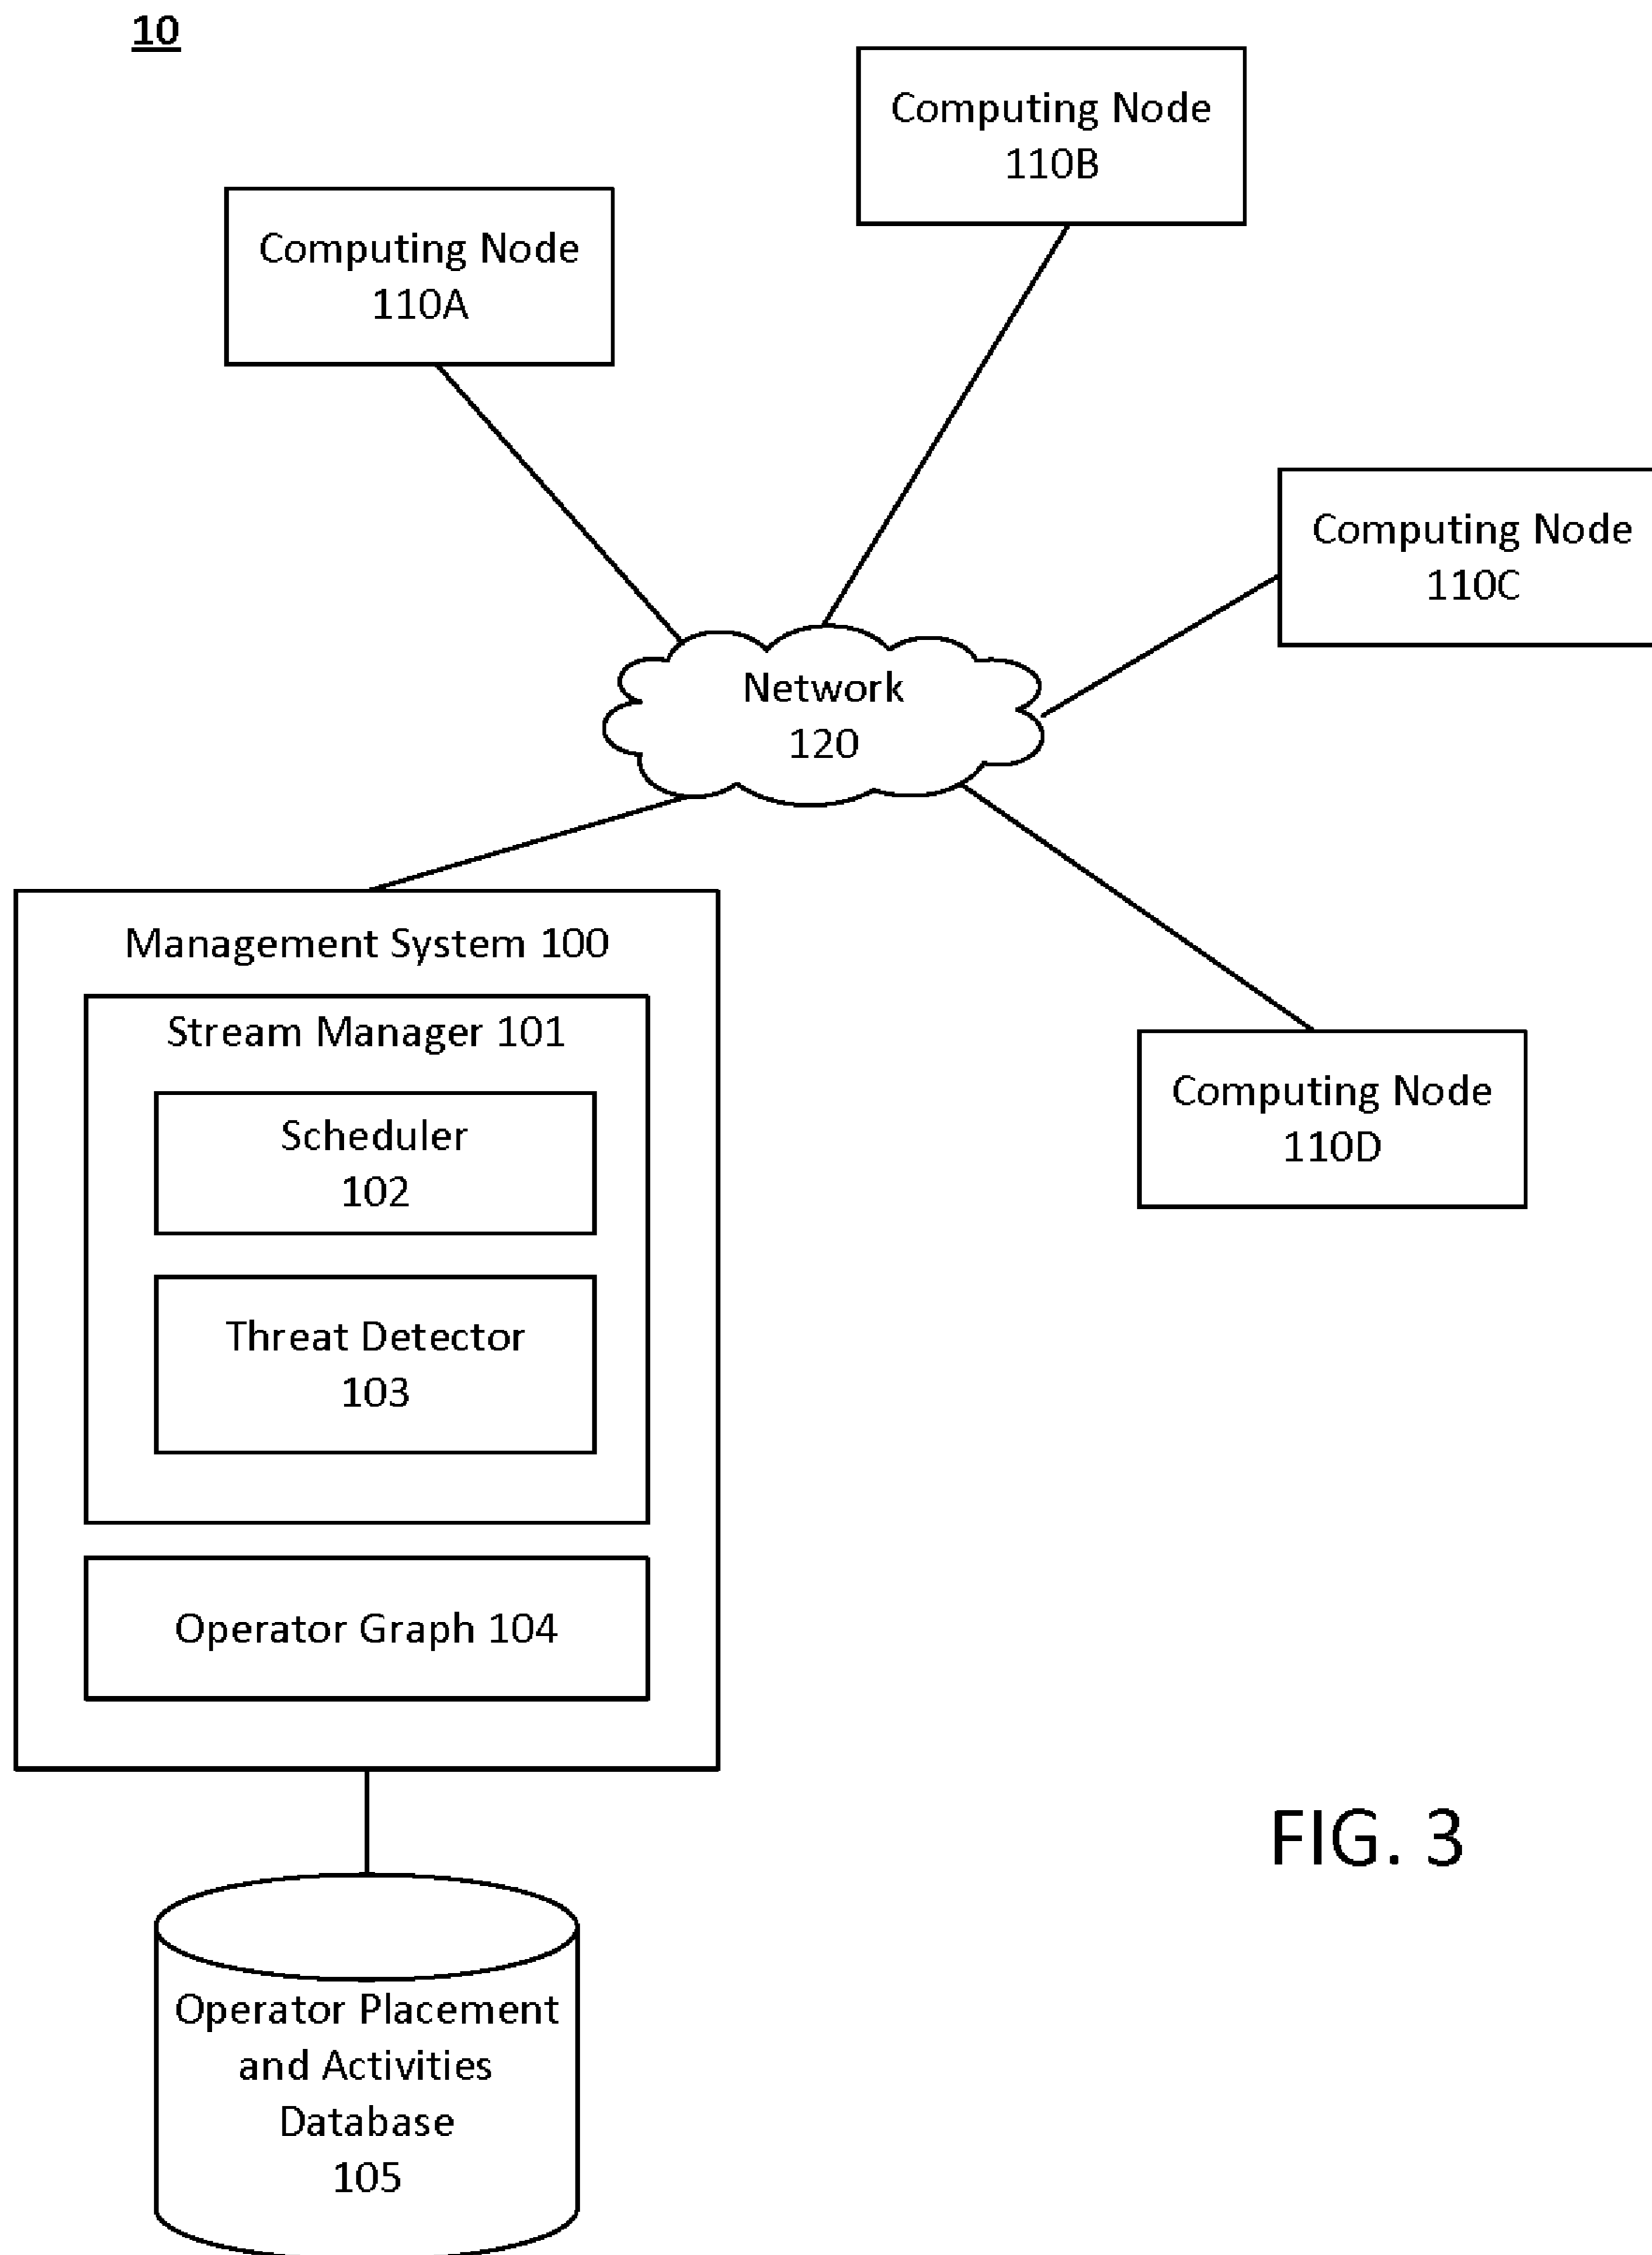 10
Computing Node
110B
Computing Node
110A
Computing Node
110C
Network
120
Management System 100
Stream Manager 101
Scheduler
102
Threat Detector
103
Operator Graph 104
Computing Node
110D
Operator Placement
and Activities
Database
105
FIG. 3